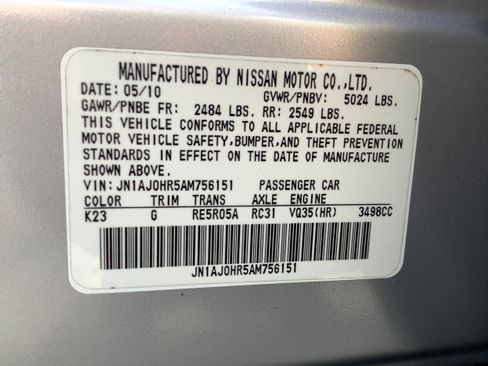 MANUFACTURED BY NISSAN MOTOR CO.,LTD.
DATE: 05/10 GVWR/PNBV: 5024 LBS.
GAWR/PNBE FR: 2484 LBS. RR: 2549 LBS.
THIS VEHICLE CONFORMS TO ALL APPLICABLE FEDERAL
MOTOR VEHICLE SAFETY,BUMPER,AND THEFT PREVENTION
STANDARDS IN EFFECT ON THE DATE OF MANUFACTURE
SHOWN ABOVE.
VIN: JN1AJ0HR5AM756151 PASSENGER CAR
COLOR TRIM TRANS AXLE ENGINE
K23 G RE5R05A RC31 VQ35(HR) 3498CC
JN1AJ0HR5AM756151